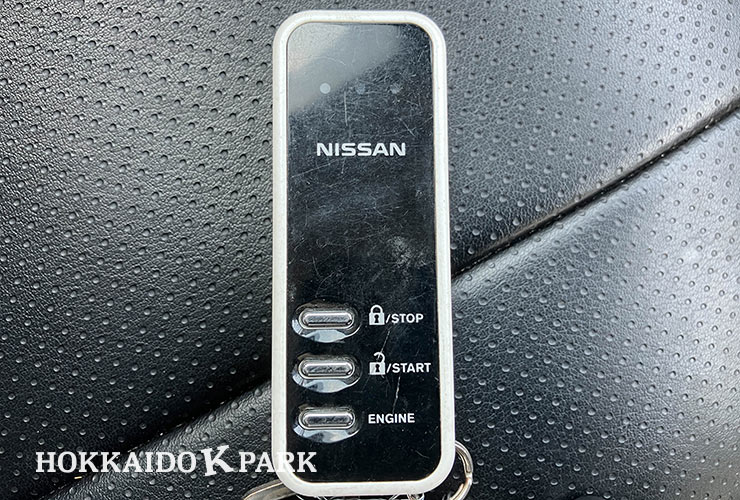 NISSAN
/STOP
/START
ENGINE
HOKKAIDO K PARK